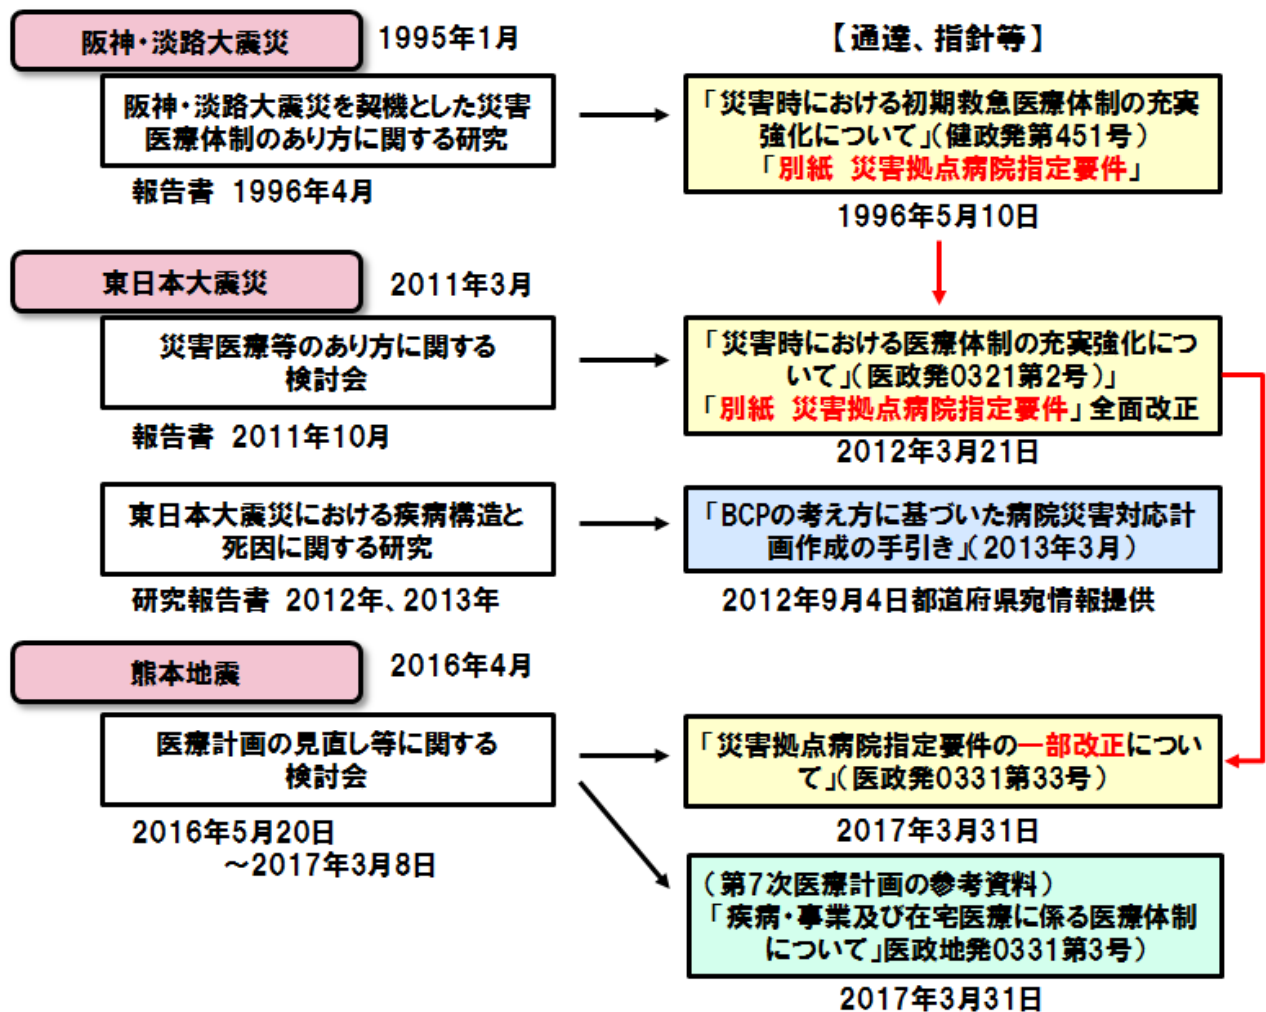 阪神・淡路大震災
1995年1月
【通達、指針等】
阪神・淡路大震災を契機とした災害
医療体制のあり方に関する研究
報告書 1996年4月
「災害時における初期救急医療体制の充実
強化について」(健政発第451号)
「別紙 災害拠点病院指定要件」
1996年5月10日
東日本大震災
2011年3月
災害医療等のあり方に関する
検討会
報告書 2011年10月
「災害時における医療体制の充実強化につ
いて」(医政発0321第2号)」
「別紙 災害拠点病院指定要件」全面改正
2012年3月21日
東日本大震災における疾病構造と
死因に関する研究
研究報告書 2012年、2013年
「BCPの考え方に基づいた病院災害対応計
画作成の手引き」(2013年3月)
2012年9月4日都道府県宛情報提供
熊本地震
2016年4月
医療計画の見直し等に関する
検討会
2016年5月20日
～2017年3月8日
「災害拠点病院指定要件の一部改正につい
て」(医政発0331第33号)
2017年3月31日
(第7次医療計画の参考資料)
「疾病・事業及び在宅医療に係る医療体制
について」医政地発0331第3号)
2017年3月31日